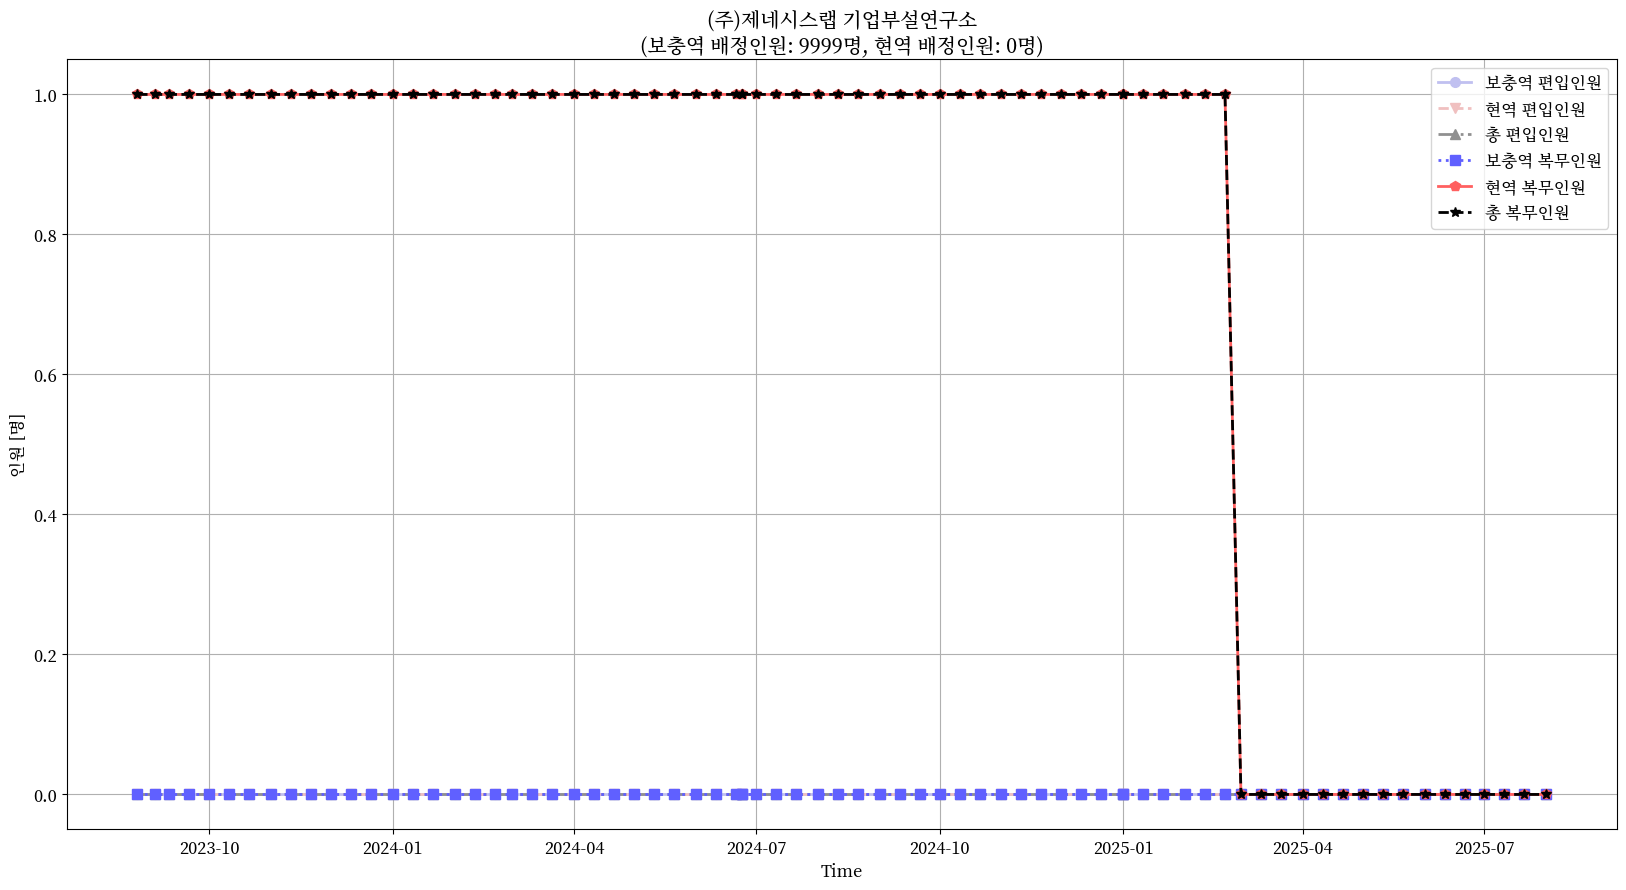 (주)제네시스랩 기업부설연구소
(보충역 배정인원: 9999명, 현역 배정인원: 0명)
보충역 편입인원
현역 편입인원
총 편입인원
보충역 복무인원
현역 복무인원
총 복무인원
1.0
0.8
0.6
0.4
0.2
0.0
인원 [명]
2023-10 2024-01 2024-04 2024-07 2024-10 2025-01 2025-04 2025-07
Time